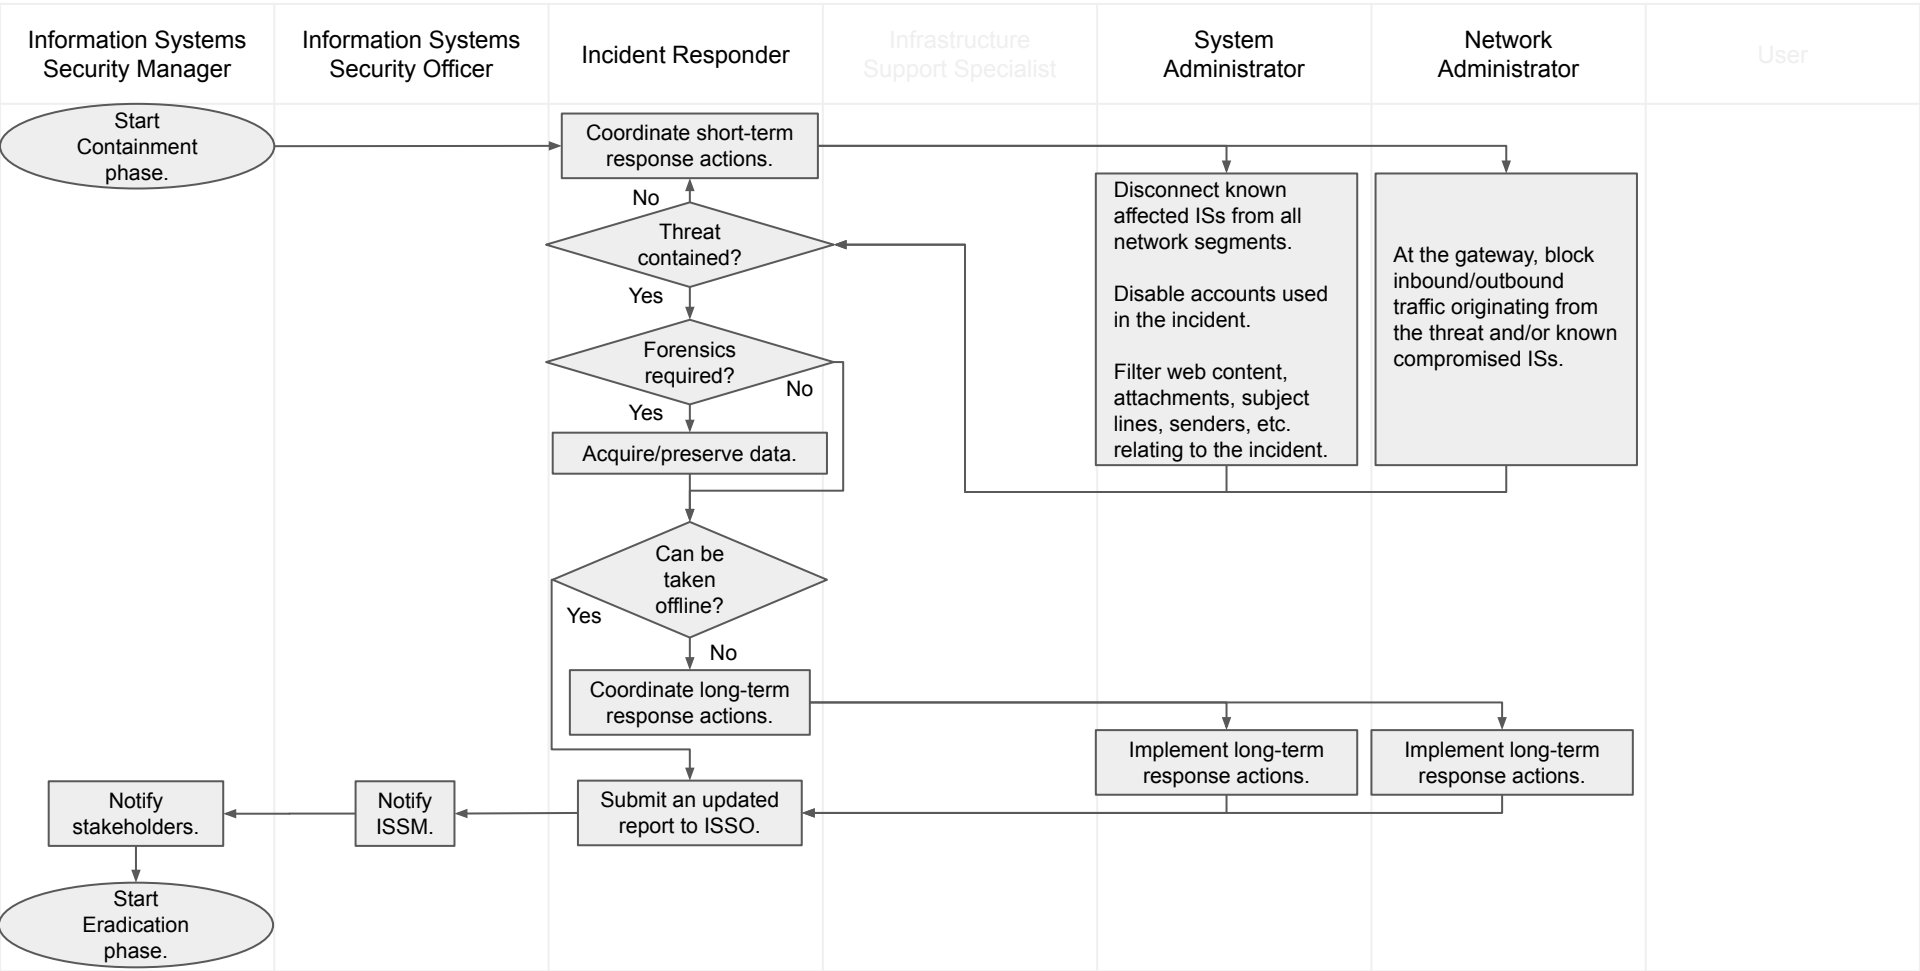 Information Systems
Security Manager
Information Systems
Security Officer
Incident Responder
Infrastructure
Support Specialist
System
Administrator
Network
Administrator
User
Start
Containment
phase.
Coordinate short-term
response actions.
No
Threat
contained?
Yes
Forensics
required?
No
Yes
Acquire/preserve data.
Disconnect known
affected ISs from all
network segments.
Disable accounts used
in the incident.
Filter web content,
attachments, subject
lines, senders, etc.
relating to the incident.
At the gateway, block
inbound/outbound
traffic originating from
the threat and/or known
compromised ISs.
Can be
taken
offline?
Yes
No
Coordinate long-term
response actions.
Implement long-term
response actions.
Implement long-term
response actions.
Submit an updated
report to ISSO.
Notify
ISSM.
Notify
stakeholders.
Start
Eradication
phase.